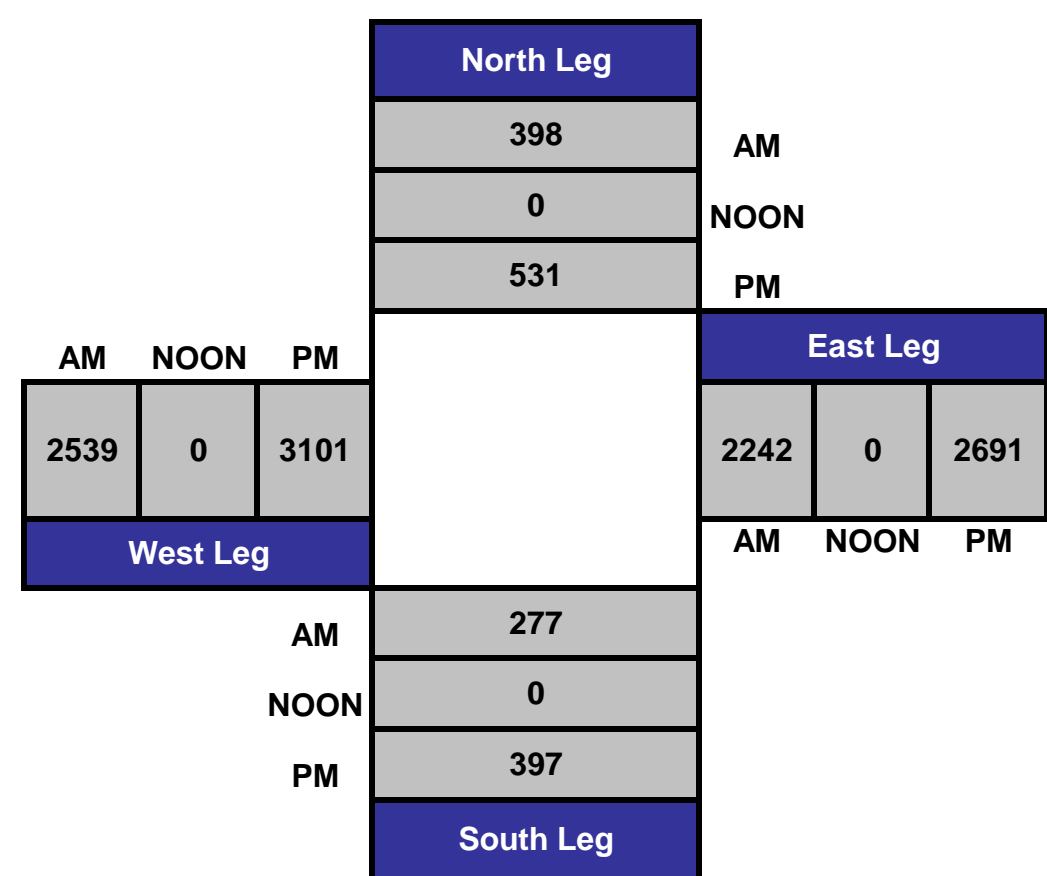 North Leg
398 AM
0 NOON
531 PM
East Leg
AM NOON PM
2539 0 3101
2242 0 2691
West Leg
AM NOON PM
AM 277
NOON 0
PM 397
South Leg